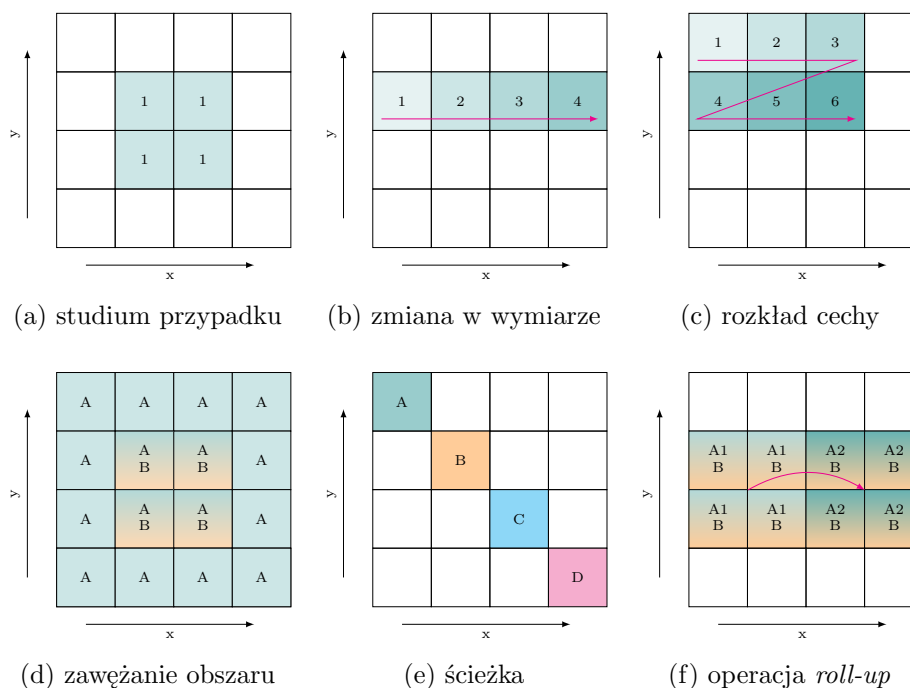 1 2 3
1 1 1 2 3 4 4 5 6
y y y
1 1
x x x
(a) studium przypadku (b) zmiana w wymiarze (c) rozkład cechy
A A A A A
A A A A B A1 A1 A2 A2
B B B B B B
y y y
A A A A C A1 A1 A2 A2
B B B B B B
A A A A D
x x x
(d) zawężanie obszaru (e) ścieżka (f) operacja roll-up